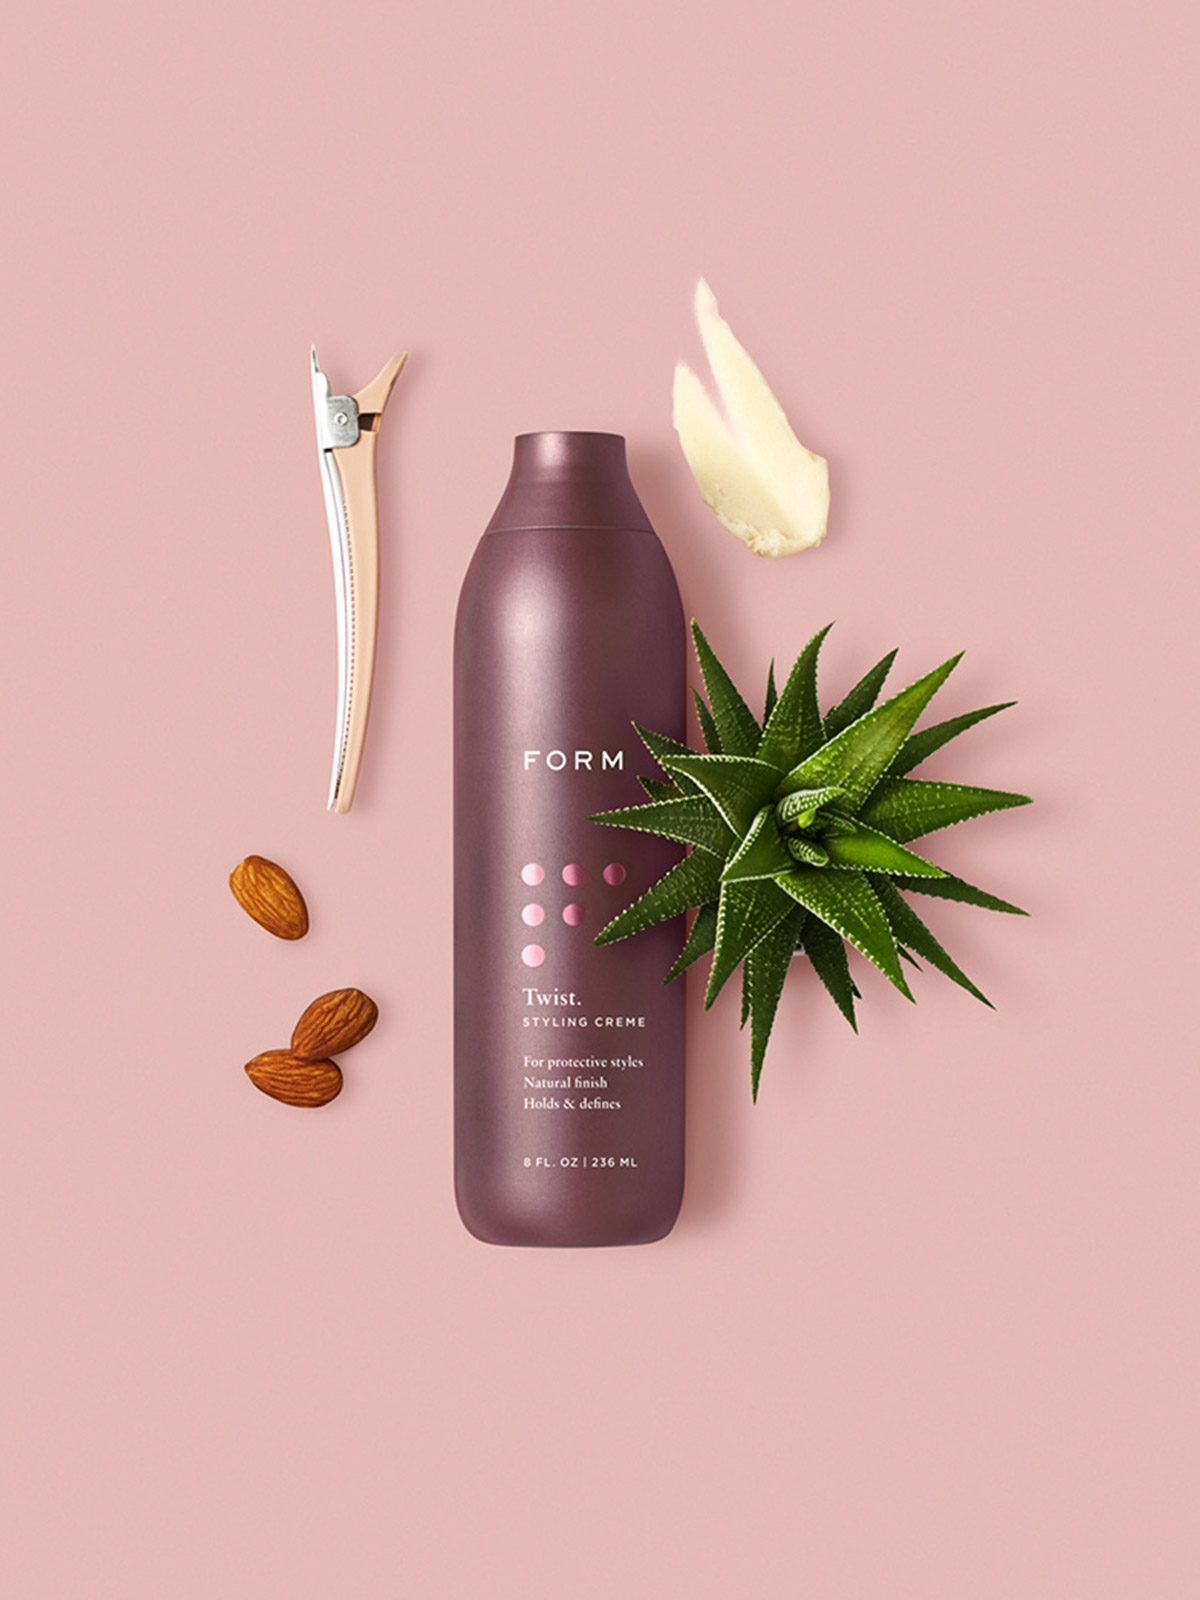 FORM
Twist.
STYLING CREME
For protective styles
Natural finish
Holds & defines
8 FL. OZ | 236 ML